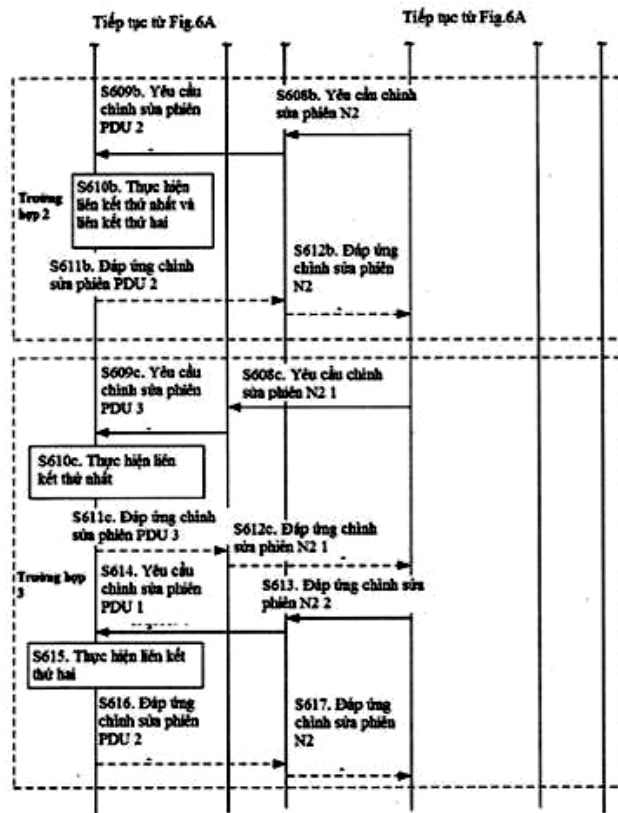 Tiếp tục từ Fig.6A
Tiếp tục từ Fig.6A
S609b. Yêu cầu
chỉnh sửa phiên
PDU 2
S608b. Yêu cầu chỉnh
sửa phiên N2
Trường
hợp 2
S610b. Thực hiện
liên kết thứ nhất và
liên kết thứ hai
S611b. Đáp ứng chỉnh
sửa phiên PDU 2
S612b. Đáp ứng
chỉnh sửa phiên
N2
S609c. Yêu cầu
chỉnh sửa phiên
PDU 3
S608c. Yêu cầu chỉnh
sửa phiên N2 1
S610c. Thực hiện liên
kết thứ nhất
S611c. Đáp ứng chỉnh
sửa phiên PDU 3
S612c. Đáp ứng chỉnh
sửa phiên N2 1
Trường hợp
3
S614. Yêu cầu
chỉnh sửa phiên
PDU 1
S613. Đáp ứng chỉnh sửa
phiên N2 2
S615. Thực hiện liên kết
thứ hai
S616. Đáp ứng
chỉnh sửa phiên
PDU 2
S617. Đáp ứng
chỉnh sửa phiên
N2